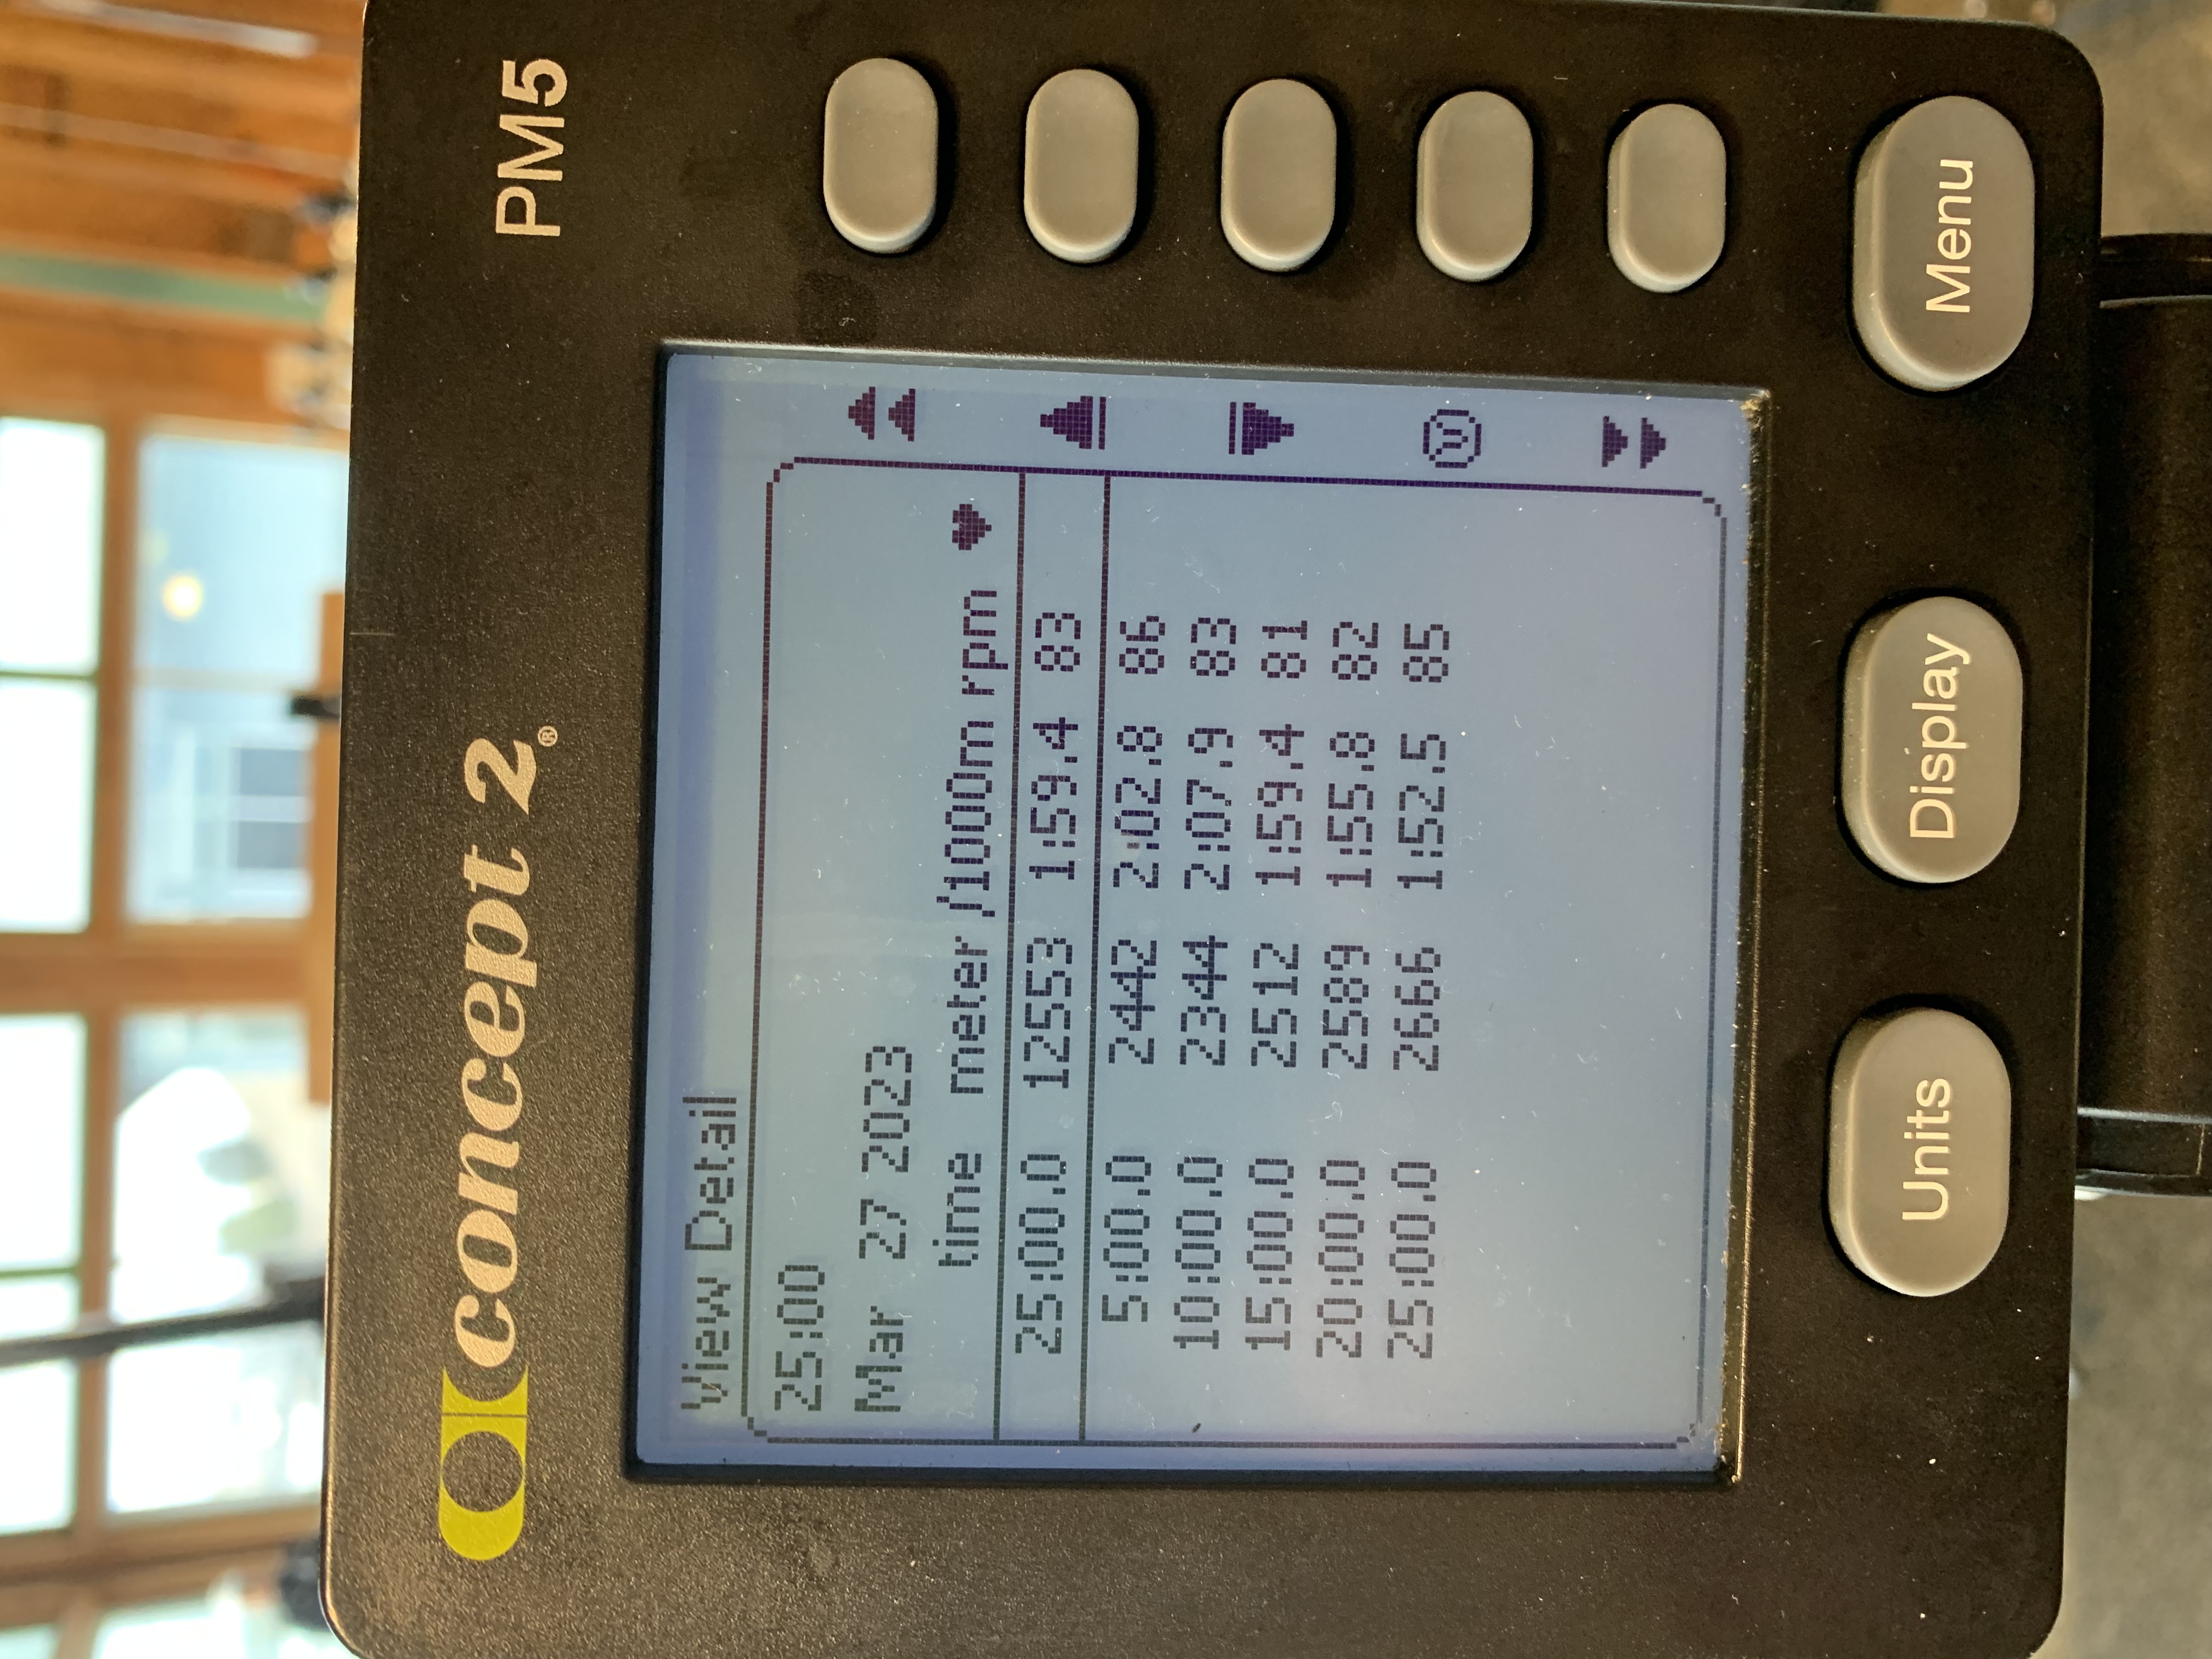 concept 2®
PM5
View Detail
25:00
Mar 27 2023
time meter /1000m rpm ♥
25:00.0 12553 1:59.4 83
5:00.0 2442 2:02.8 86
10:00.0 2344 2:07.9 83
15:00.0 2512 1:59.4 81
20:00.0 2589 1:55.8 82
25:00.0 2666 1:52.5 85
V
Units Display Menu